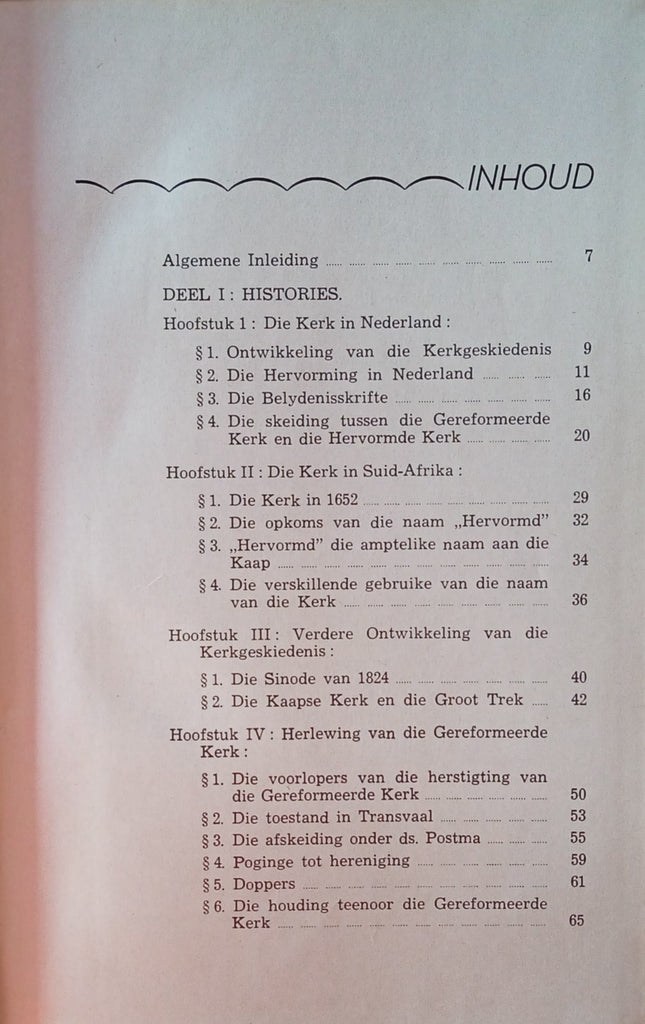 INHOUD
Algemene Inleiding ...... ...... ...... ...... ...... ...... ...... ...... ...... ...... 7
DEEL I : HISTORIES.
Hoofstuk 1 : Die Kerk in Nederland :
§ 1. Ontwikkeling van die Kerkgeskiedenis 9
§ 2. Die Hervorming in Nederland ...... ...... ...... 11
§ 3. Die Belydenisskrifte ...... ...... ...... ...... ...... ...... ...... 16
§ 4. Die skeiding tussen die Gereformeerde
Kerk en die Hervormde Kerk ...... ...... ...... ...... 20
Hoofstuk II : Die Kerk in Suid-Afrika :
§ 1. Die Kerk in 1652 ...... ...... ...... ...... ...... ...... ...... ...... 29
§ 2. Die opkoms van die naam „Hervormd” 32
§ 3. „Hervormd” die amptelike naam aan die
Kaap ...... ...... ...... ...... ...... ...... ...... ...... ...... ...... ...... ...... 34
§ 4. Die verskillende gebruike van die naam
van die Kerk ...... ...... ...... ...... ...... ...... ...... ...... ...... 36
Hoofstuk III : Verdere Ontwikkeling van die
Kerkgeskiedenis :
§ 1. Die Sinode van 1824 ...... ...... ...... ...... ...... ...... ...... 40
§ 2. Die Kaapse Kerk en die Groot Trek ...... 42
Hoofstuk IV : Herlewing van die Gereformeerde
Kerk :
§ 1. Die voorlopers van die herstigting van
die Gereformeerde Kerk ...... ...... ...... ...... ...... ...... 50
§ 2. Die toestand in Transvaal ...... ...... ...... ...... ...... 53
§ 3. Die afskeiding onder ds. Postma ...... ...... ...... 55
§ 4. Poginge tot hereniging ...... ...... ...... ...... ...... ...... 59
§ 5. Doppers ...... ...... ...... ...... ...... ...... ...... ...... ...... ...... ...... 61
§ 6. Die houding teenoor die Gereformeerde
Kerk ...... ...... ...... ...... ...... ...... ...... ...... ...... ...... ...... ...... 65